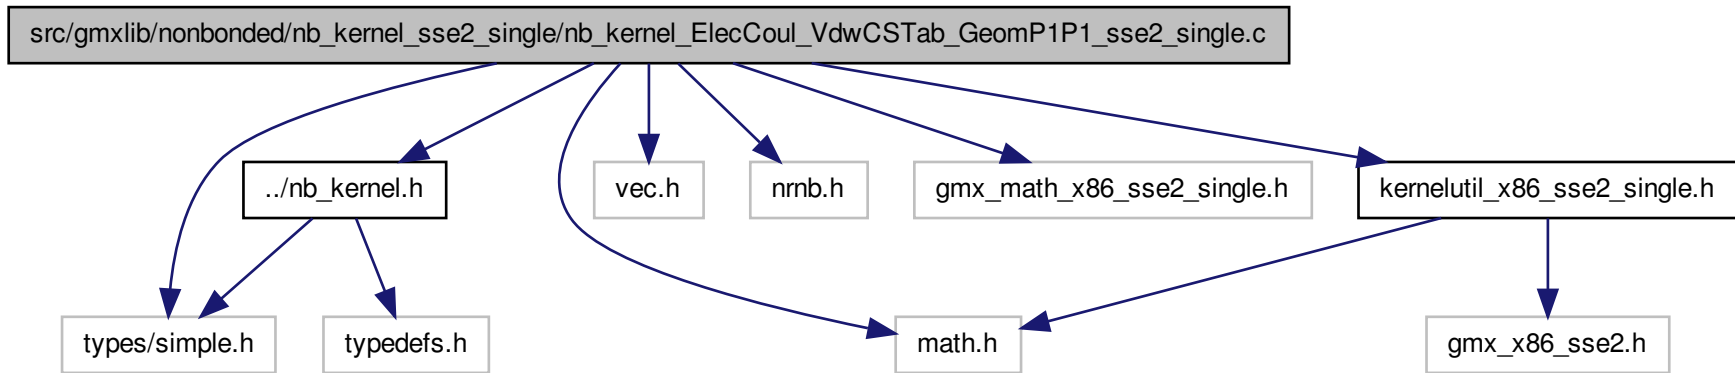 src/gmxlib/nonbonded/nb_kernel_sse2_single/nb_kernel_ElecCoul_VdwCSTab_GeomP1P1_sse2_single.c
../nb_kernel.h
vec.h
nrnb.h
gmx_math_x86_sse2_single.h
kernelutil_x86_sse2_single.h
types/simple.h
typedefs.h
math.h
gmx_x86_sse2.h